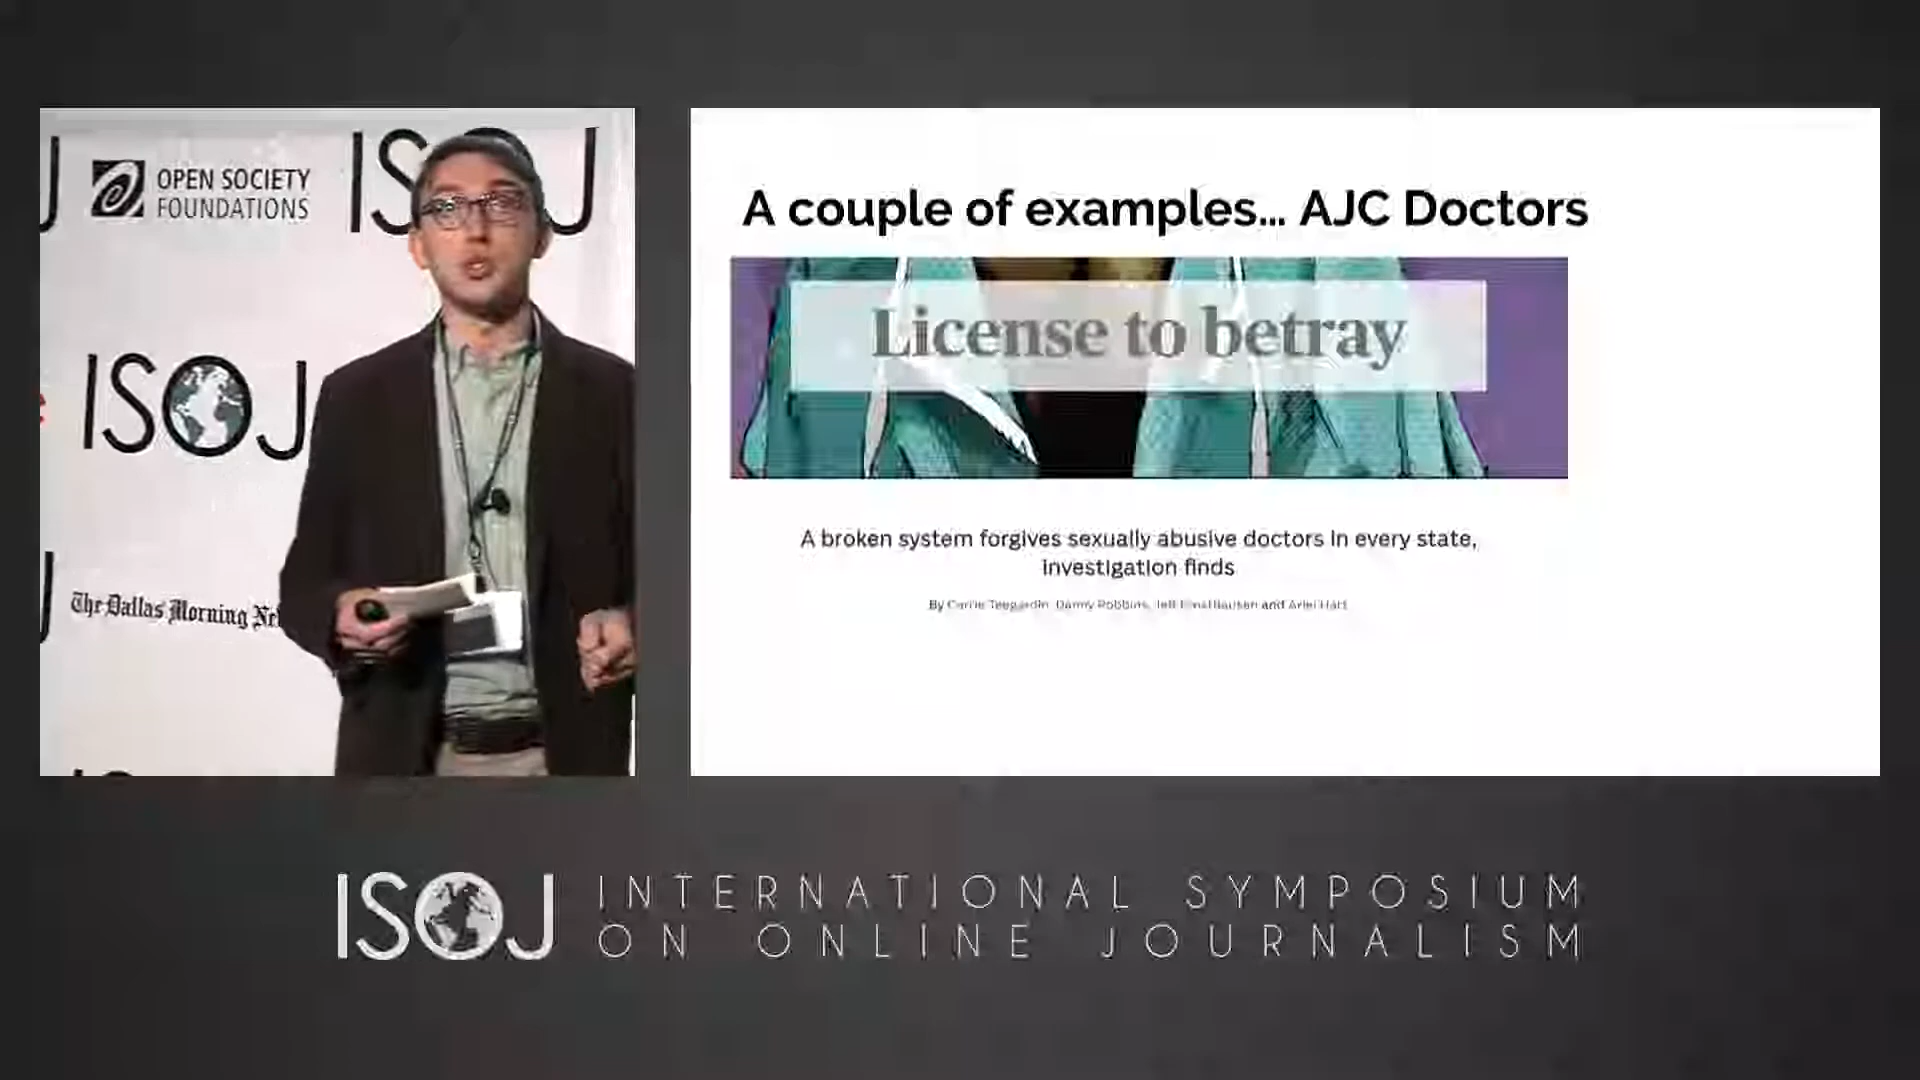 OPEN SOCIETY
FOUNDATIONS
ISOJ
ISOJ
The Dallas Morning
A couple of examples... AJC Doctors
License to betray
A broken system forgives sexually abusive doctors in every state,
investigation finds
By Carrie Teegardin, Danny Robbins, Jeff Ernsthausen and Ariel Hart
ISOJ
INTERNATIONAL SYMPOSIUM
ON ONLINE JOURNALISM